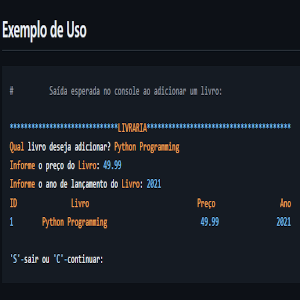 Exemplo de Uso
# Saída esperada no console ao adicionar um livro:
******************************LIVRARIA****************************************
Qual livro deseja adicionar? Python Programming
Informe o preço do Livro: 49.99
Informe o ano de lançamento do Livro: 2021
ID Livro Preço Ano
1 Python Programming 49.99 2021
'S'-sair ou 'C'-continuar: